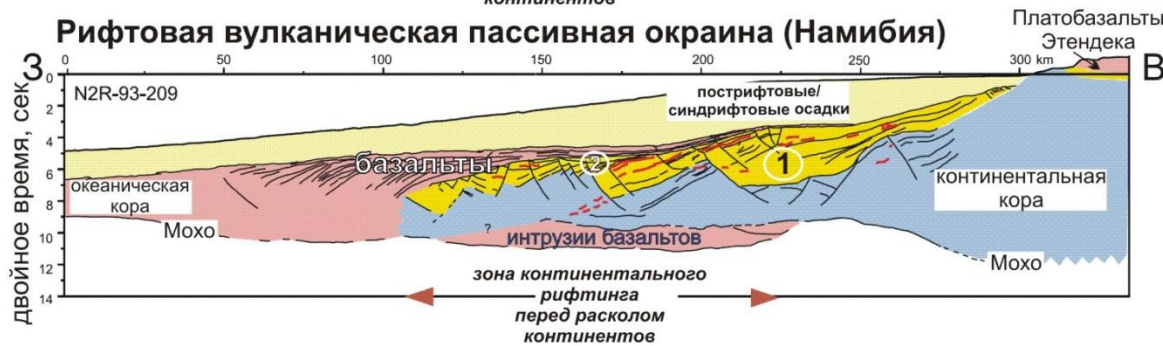 континентов
Рифтовая вулканическая пассивная окраина (Намибия)
Платобазальты
Этендека
З
В
0 50 100 150 200 250 300 km
двойное время, сек
0
2
4
6
8
10
12
14
N2R-93-209
пострифтовые/
синдрифтовые осадки
базальты
2
1
океаническая
кора
континентальная
кора
Мохо
?
интрузии базальтов
Мохо
зона континентального
рифтинга
перед расколом
континентов